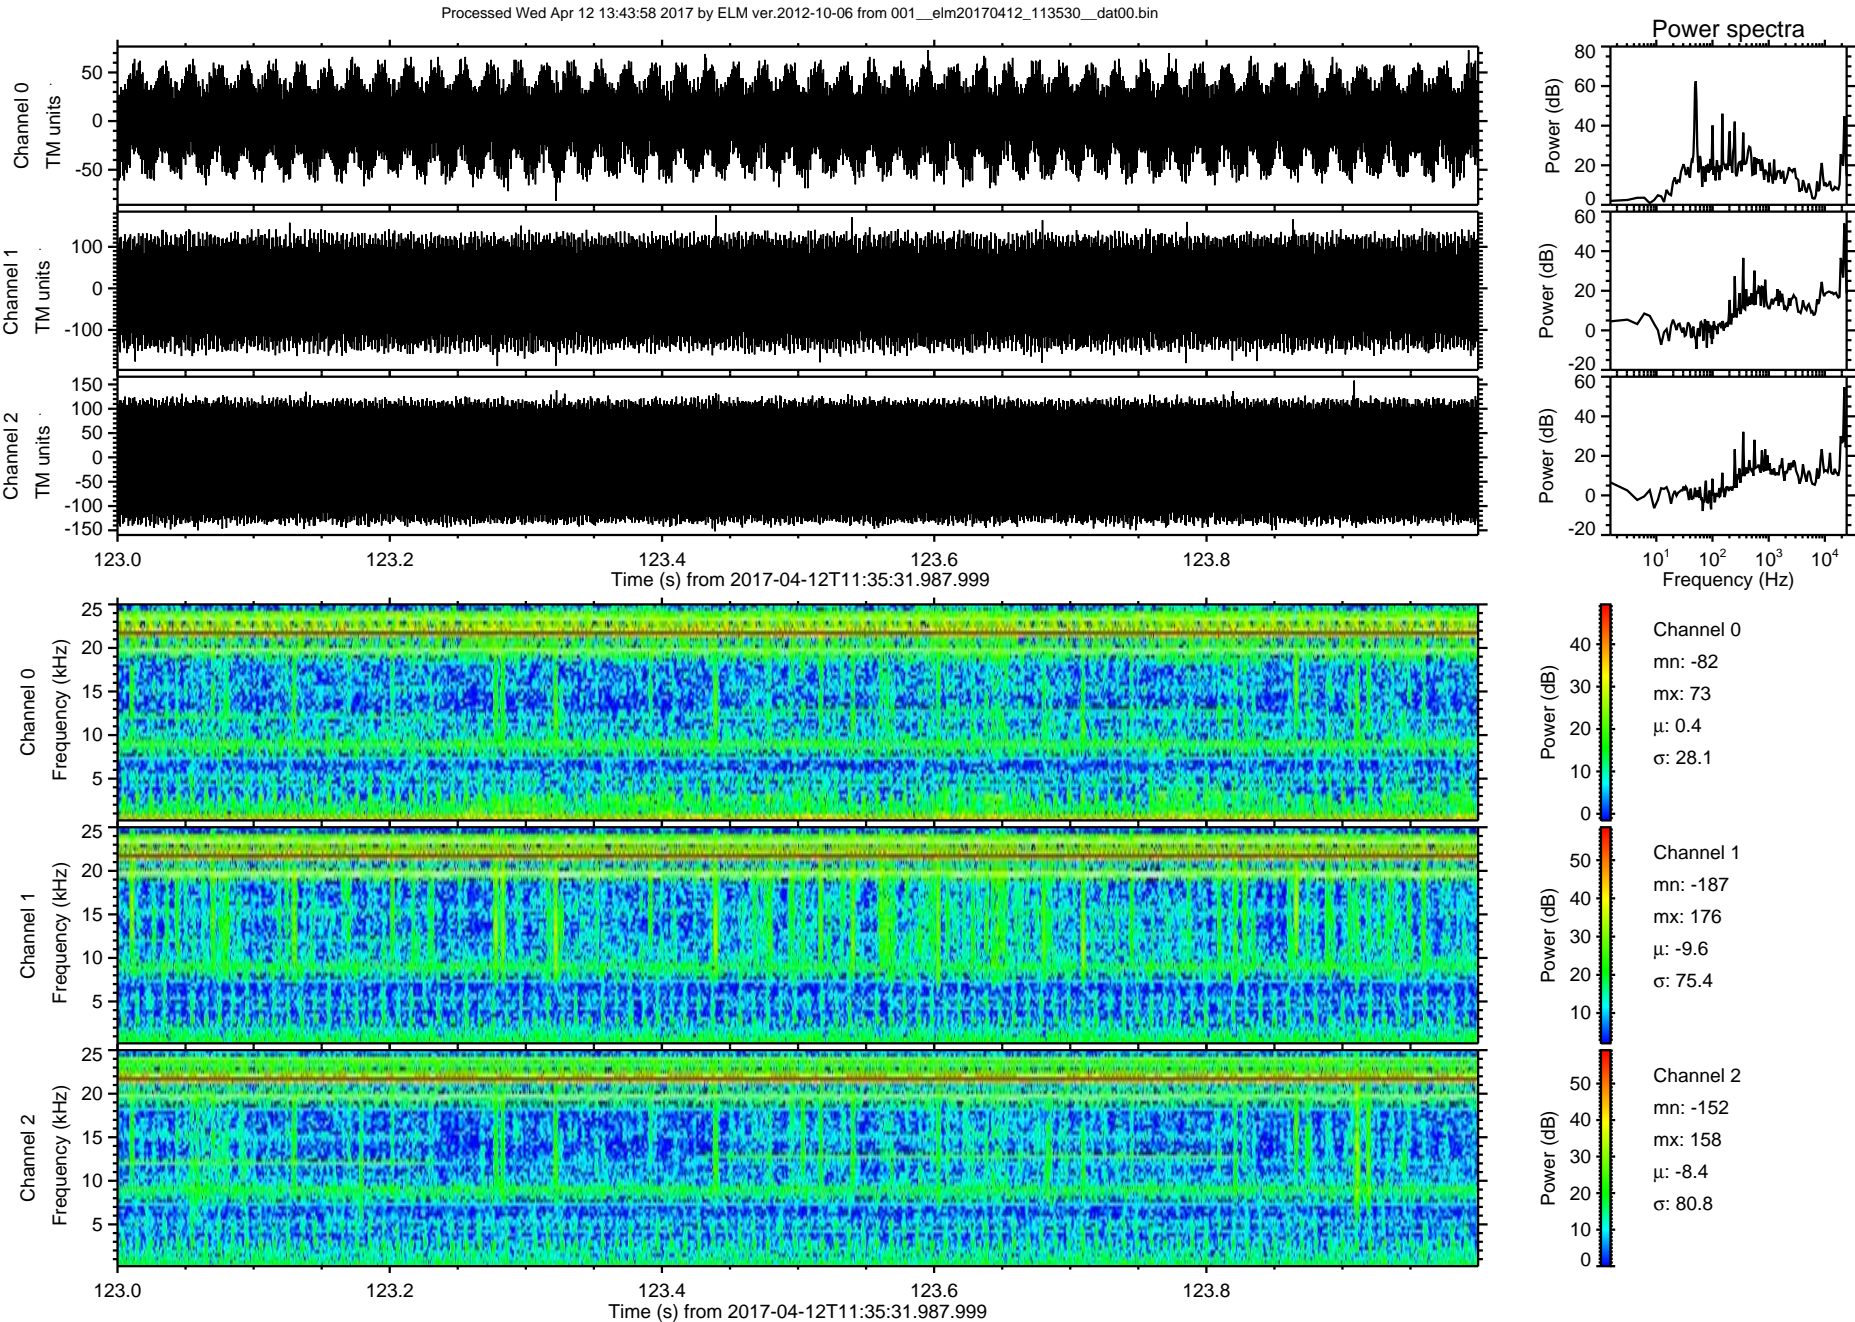 Processed Wed Apr 12 13:43:58 2017 by ELM ver.2012-10-06 from 001__elm20170412_113530__dat00.bin
Power spectra
Channel 0
TM units
50
0
-50
Power (dB)
80
60
40
20
0
Channel 1
TM units
100
0
-100
Power (dB)
60
40
20
0
-20
Channel 2
TM units
150
100
50
0
-50
-100
-150
Power (dB)
60
40
20
0
-20
123.0 123.2 123.4 123.6 123.8
Time (s) from 2017-04-12T11:35:31.987.999
10¹ 10² 10³ 10⁴
Frequency (Hz)
Channel 0
Frequency (kHz)
25
20
15
10
5
Power (dB)
40
30
20
10
0
Channel 0
mn: -82
mx: 73
μ: 0.4
σ: 28.1
Channel 1
Frequency (kHz)
25
20
15
10
5
Power (dB)
50
40
30
20
10
Channel 1
mn: -187
mx: 176
μ: -9.6
σ: 75.4
Channel 2
Frequency (kHz)
25
20
15
10
5
Power (dB)
50
40
30
20
10
0
Channel 2
mn: -152
mx: 158
μ: -8.4
σ: 80.8
123.0 123.2 123.4 123.6 123.8
Time (s) from 2017-04-12T11:35:31.987.999